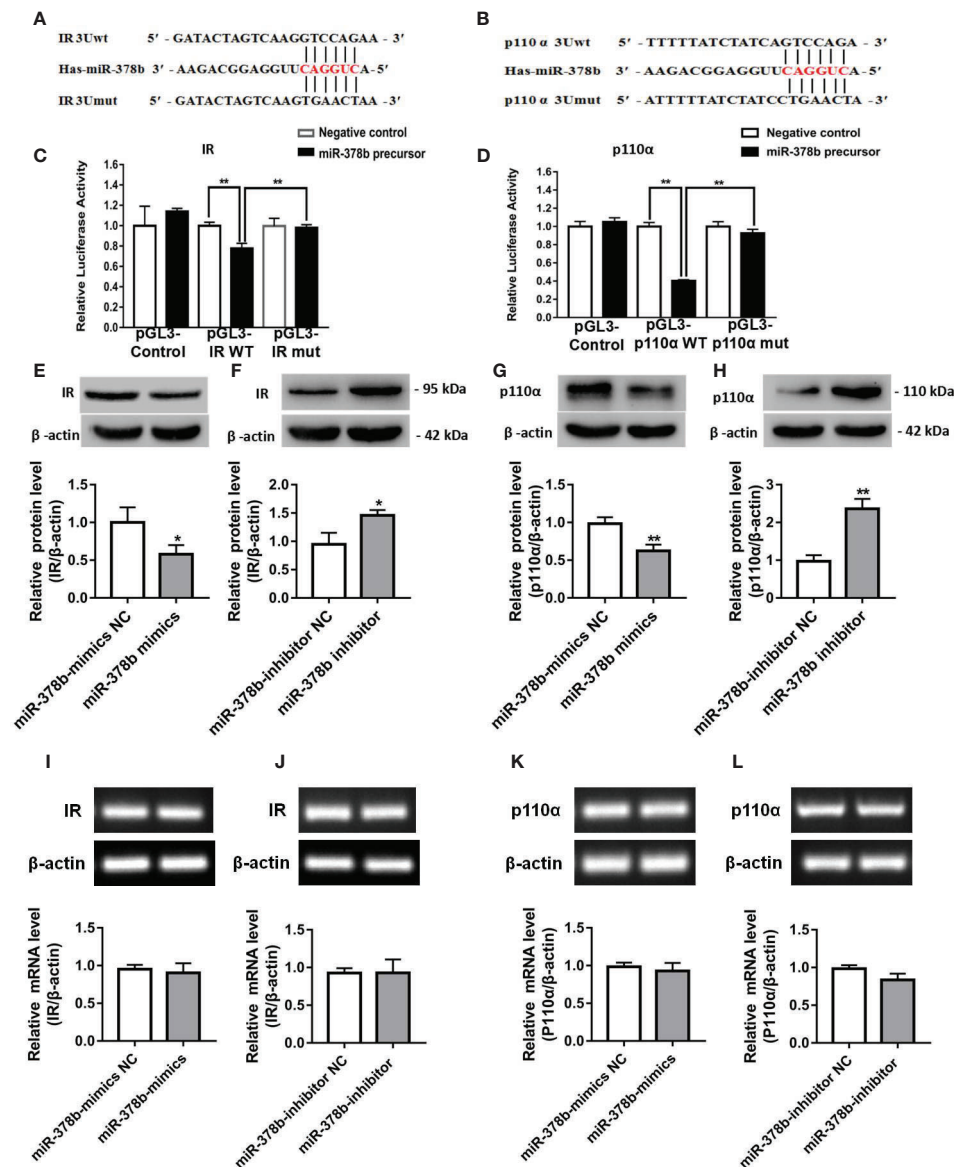 A
IR 3Uwt 5′ - GATACTAGTCAAGGTCCAGAA - 3′
Has-miR-378b 3′ - AAGACGGAGGUUCAGGUCA-5′
IR 3Umut 5′ - GATACTAGTCAAGTGAACTAA - 3′
B
p110 α 3Uwt 5′ - TTTTTATCTATCAGTCCAGA - 3′
Has-miR-378b 3′ - AAGACGGAGGUUCAGGUCA-5′
p110 α 3Umut 5′ - ATTTTTATCTATCCTGAACTA - 3′
C
IR
Negative control
miR-378b precursor
Relative Luciferase Activity
1.4
1.2
1.0
0.8
0.6
0.4
0.2
0.0
**
**
pGL3-Control
pGL3-IR WT
pGL3-IR mut
D
p110α
Negative control
miR-378b precursor
Relative Luciferase Activity
1.6
1.4
1.2
1.0
0.8
0.6
0.4
0.2
0.0
**
**
pGL3-Control
pGL3-p110α WT
pGL3-p110α mut
E
IR
β -actin
Relative protein level
(IR/β-actin)
1.5
1.0
0.5
0.0
*
miR-378b-mimics NC
miR-378b mimics
F
IR
- 95 kDa
β -actin
- 42 kDa
Relative protein level
(IR/β-actin)
2.0
1.5
1.0
0.5
0.0
*
miR-378b-inhibitor NC
miR-378b inhibitor
G
p110α
β -actin
Relative protein level
(p110α/β-actin)
1.5
1.0
0.5
0.0
**
miR-378b-mimics NC
miR-378b mimics
H
p110α
- 110 kDa
β -actin
- 42 kDa
Relative protein level
(p110α/β-actin)
3
2
1
0
**
miR-378b-inhibitor NC
miR-378b inhibitor
I
IR
β-actin
Relative mRNA level
(IR/β-actin)
1.5
1.0
0.5
0.0
miR-378b-mimics NC
miR-378b-mimics
J
IR
β-actin
Relative mRNA level
(IR/β-actin)
1.5
1.0
0.5
0.0
miR-378b-inhibitor NC
miR-378b-inhibitor
K
p110α
β-actin
Relative mRNA level
(P110α/β-actin)
1.5
1.0
0.5
0.0
miR-378b-mimics NC
miR-378b-mimics
L
p110α
β-actin
Relative mRNA level
(P110α/β-actin)
1.5
1.0
0.5
0.0
miR-378b-inhibitor NC
miR-378b-inhibitor